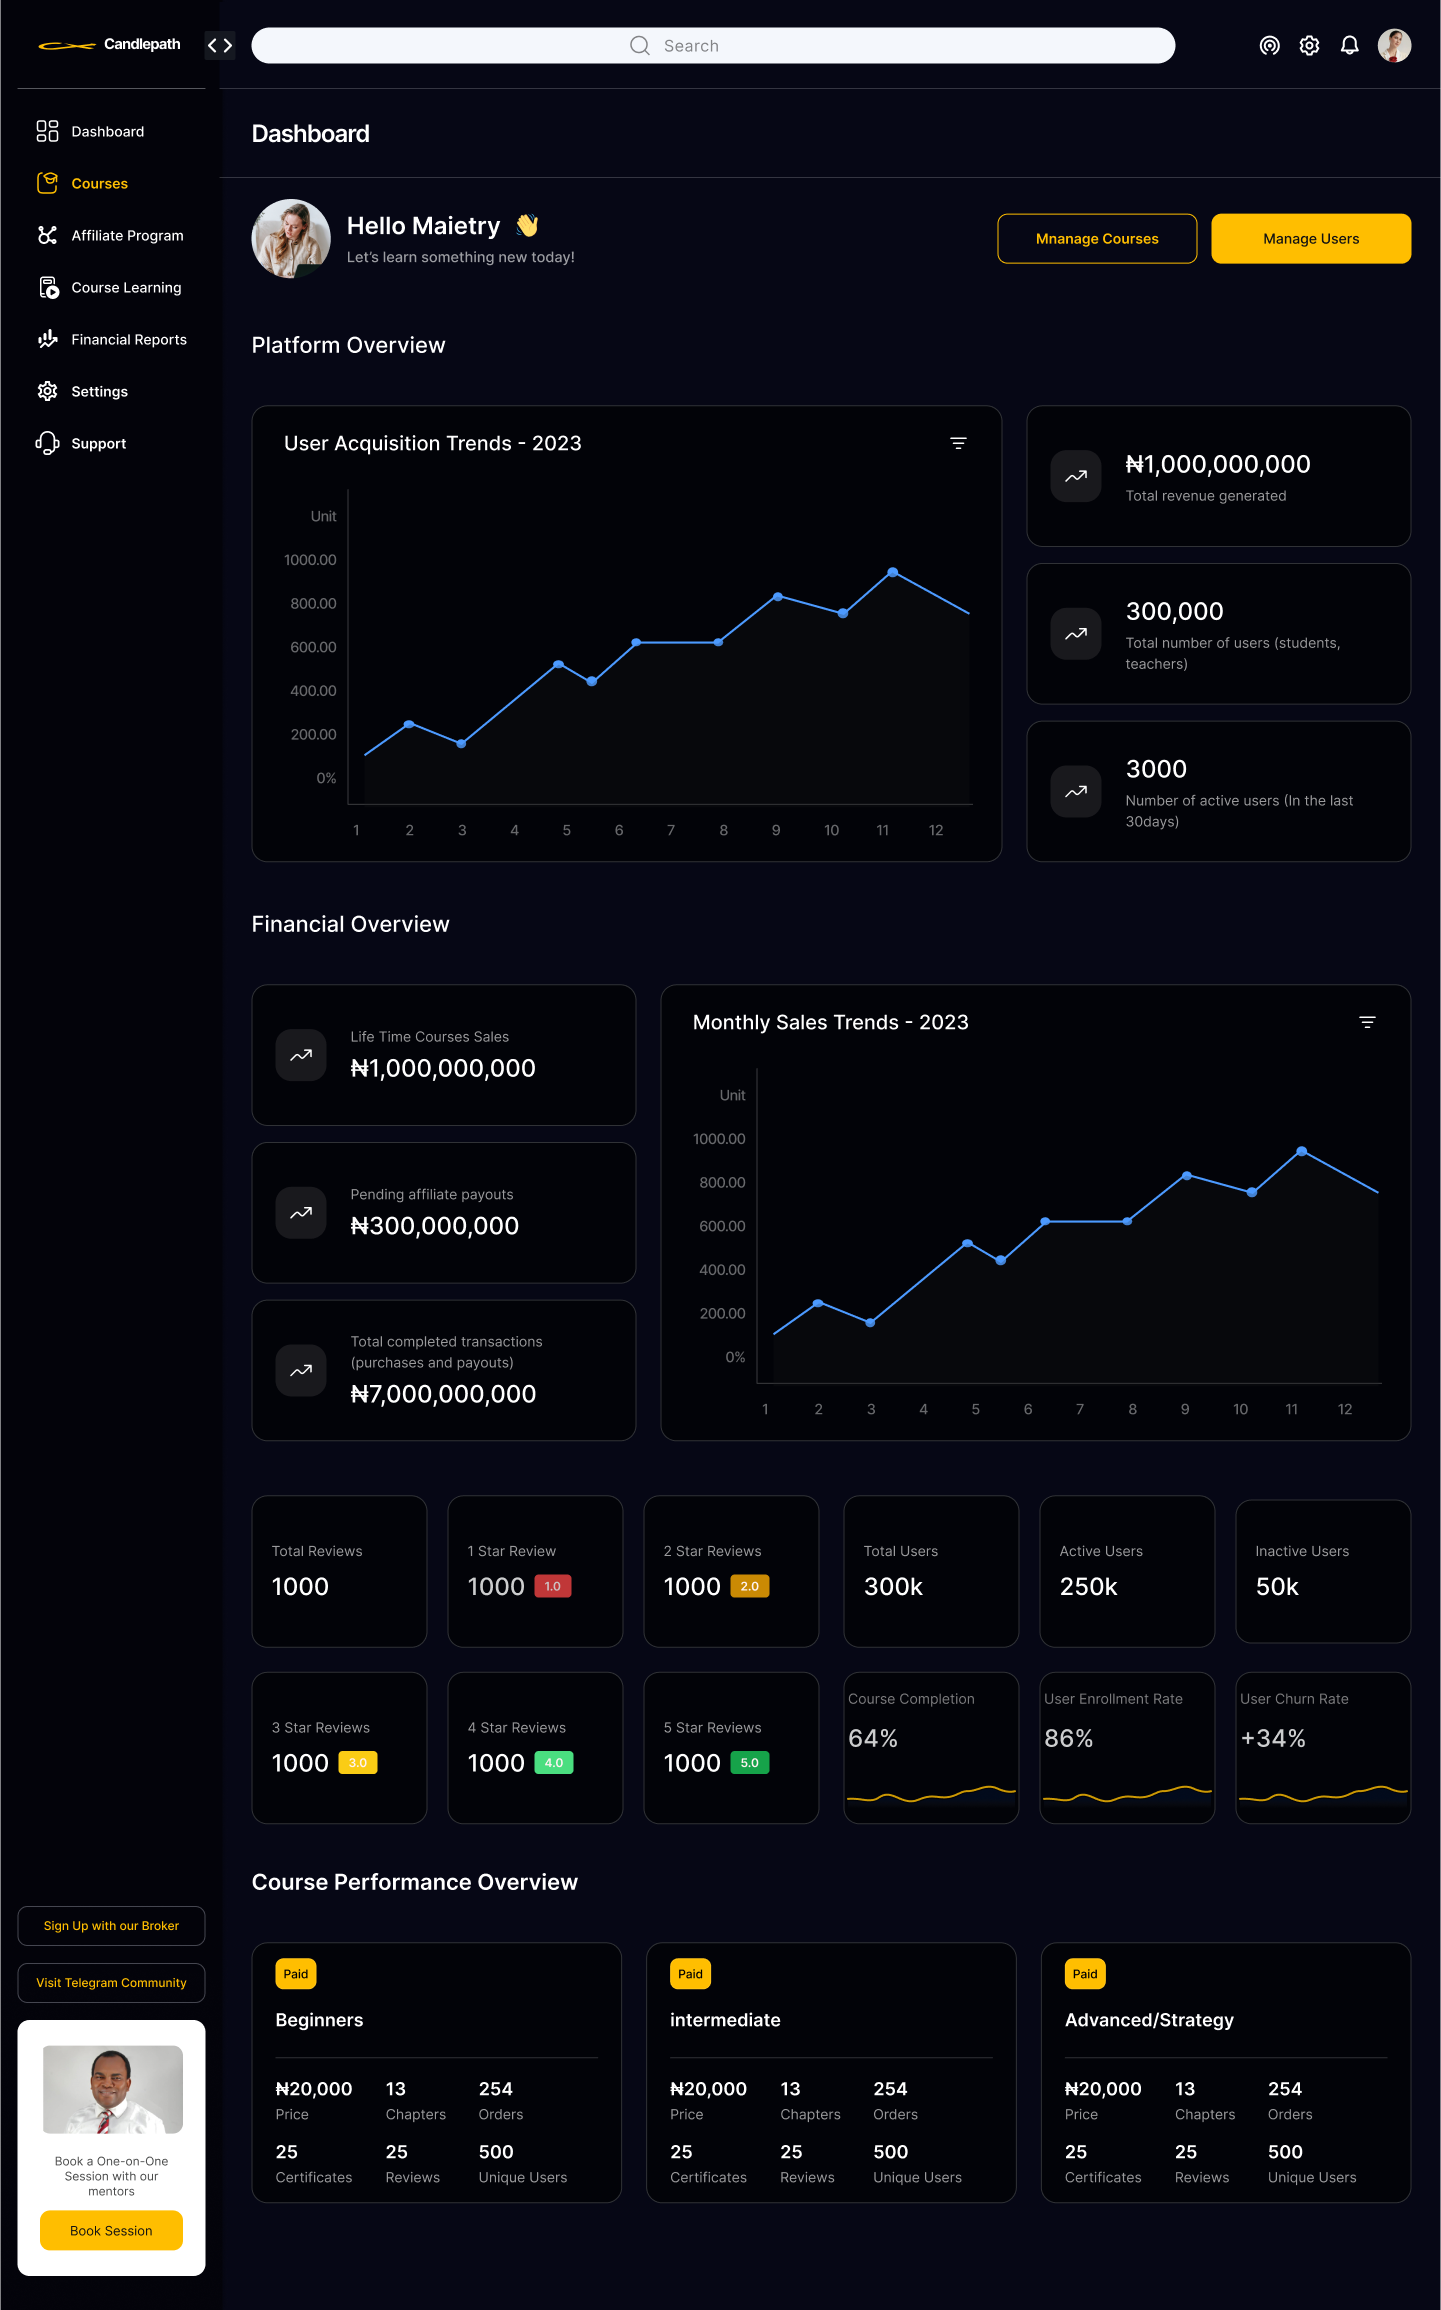 Candlepath
Search
Dashboard
Courses
Affiliate Program
Course Learning
Financial Reports
Settings
Support
Sign Up with our Broker
Visit Telegram Community
Book a One-on-One
Session with our
mentors
Book Session
Dashboard
Hello Maietry 👋
Let's learn something new today!
Mnanage Courses
Manage Users
Platform Overview
User Acquisition Trends - 2023
Unit
1000.00
800.00
600.00
400.00
200.00
0%
1 2 3 4 5 6 7 8 9 10 11 12
₦1,000,000,000
Total revenue generated
300,000
Total number of users (students,
teachers)
3000
Number of active users (In the last
30days)
Financial Overview
Life Time Courses Sales
₦1,000,000,000
Pending affiliate payouts
₦300,000,000
Total completed transactions
(purchases and payouts)
₦7,000,000,000
Monthly Sales Trends - 2023
Unit
1000.00
800.00
600.00
400.00
200.00
0%
1 2 3 4 5 6 7 8 9 10 11 12
Total Reviews
1000
1 Star Review
1000 1.0
2 Star Reviews
1000 2.0
Total Users
300k
Active Users
250k
Inactive Users
50k
3 Star Reviews
1000 3.0
4 Star Reviews
1000 4.0
5 Star Reviews
1000 5.0
Course Completion
64%
User Enrollment Rate
86%
User Churn Rate
+34%
Course Performance Overview
Paid
Beginners
₦20,000 13 254
Price Chapters Orders
25 25 500
Certificates Reviews Unique Users
Paid
intermediate
₦20,000 13 254
Price Chapters Orders
25 25 500
Certificates Reviews Unique Users
Paid
Advanced/Strategy
₦20,000 13 254
Price Chapters Orders
25 25 500
Certificates Reviews Unique Users